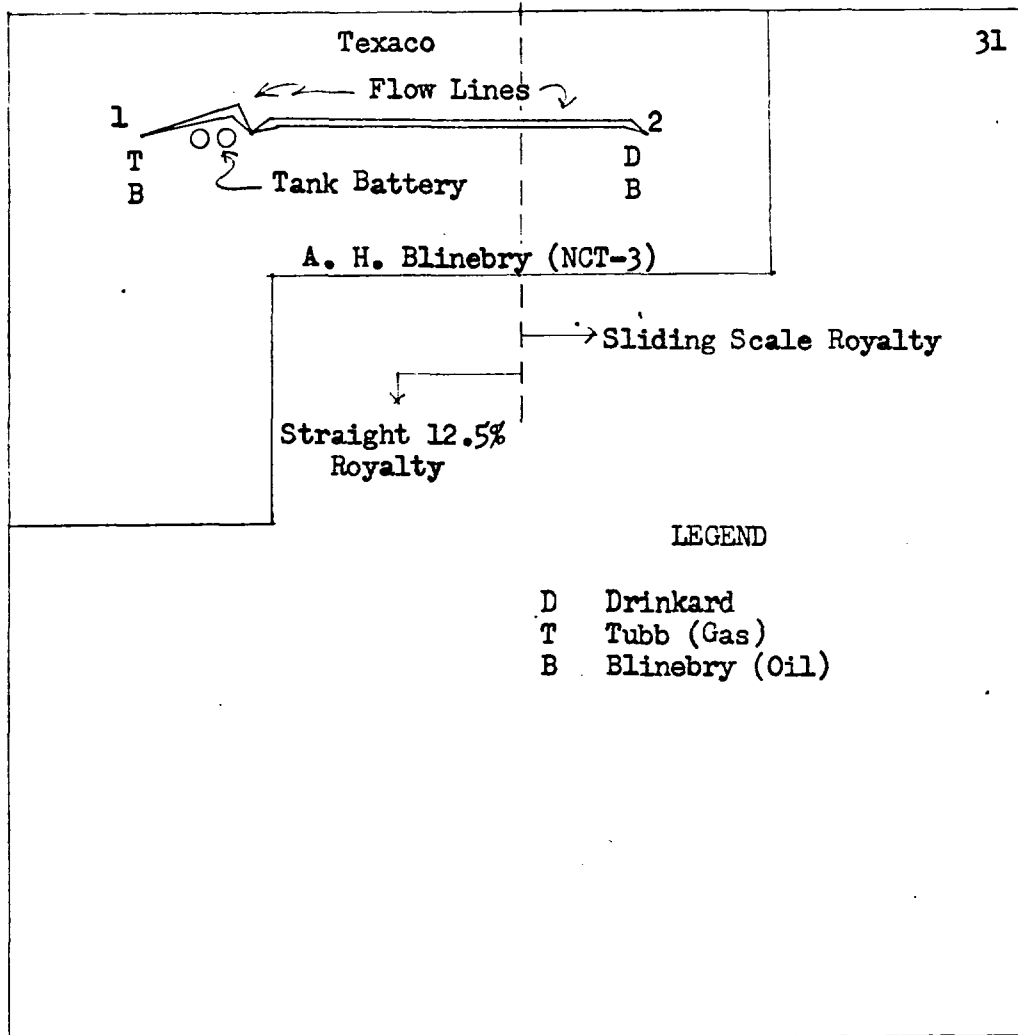 Texaco
31
Flow Lines
1
2
T
B
D
B
Tank Battery
A. H. Blinebry (NCT-3)
Sliding Scale Royalty
Straight 12.5%
Royalty
LEGEND
D Drinkard
T Tubb (Gas)
B Blinebry (Oil)